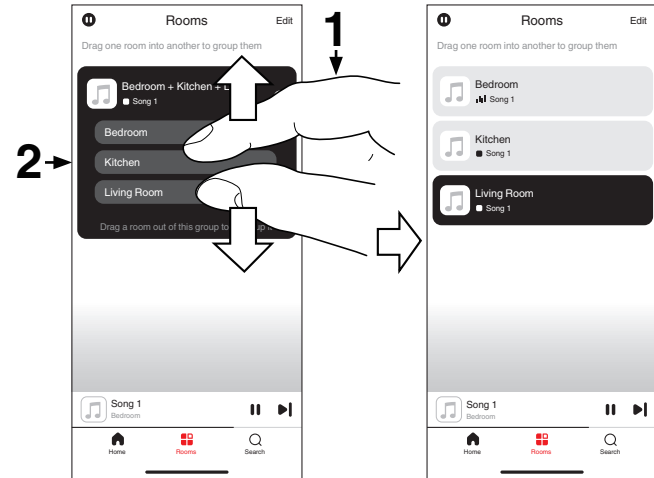 Rooms
Edit
Drag one room into another to group them
1
Bedroom + Kitchen +
Song 1
Bedroom
2
Kitchen
Living Room
Drag a room out of this group to
Song 1
Bedroom
Home
Rooms
Search
Rooms
Edit
Drag one room into another to group them
Bedroom
Song 1
Kitchen
Song 1
Living Room
Song 1
Song 1
Bedroom
Home
Rooms
Search